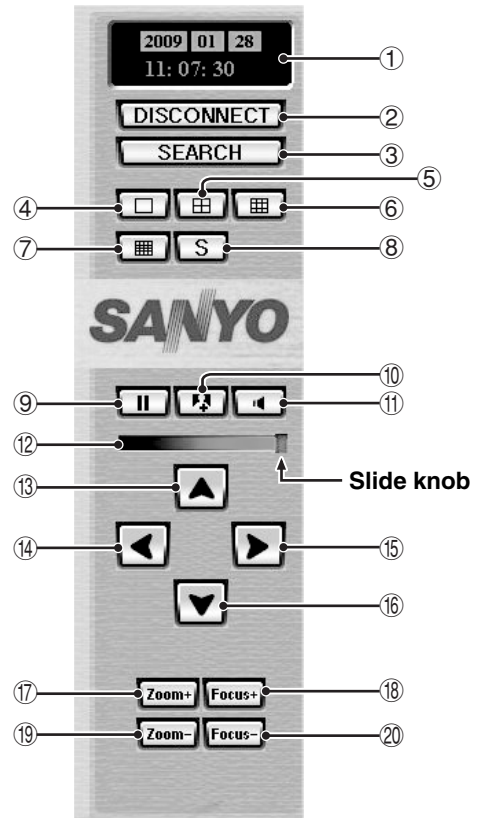 2009 01 28
①
11: 07: 30
DISCONNECT
②
SEARCH
③
⑤
④
⑥
⑦
S
⑧
SANYO
⑩
⑨
⑪
⑫
Slide knob
⑬
⑭
⑮
⑯
⑰
Zoom+ Focus+
⑱
⑲
Zoom− Focus−
⑳